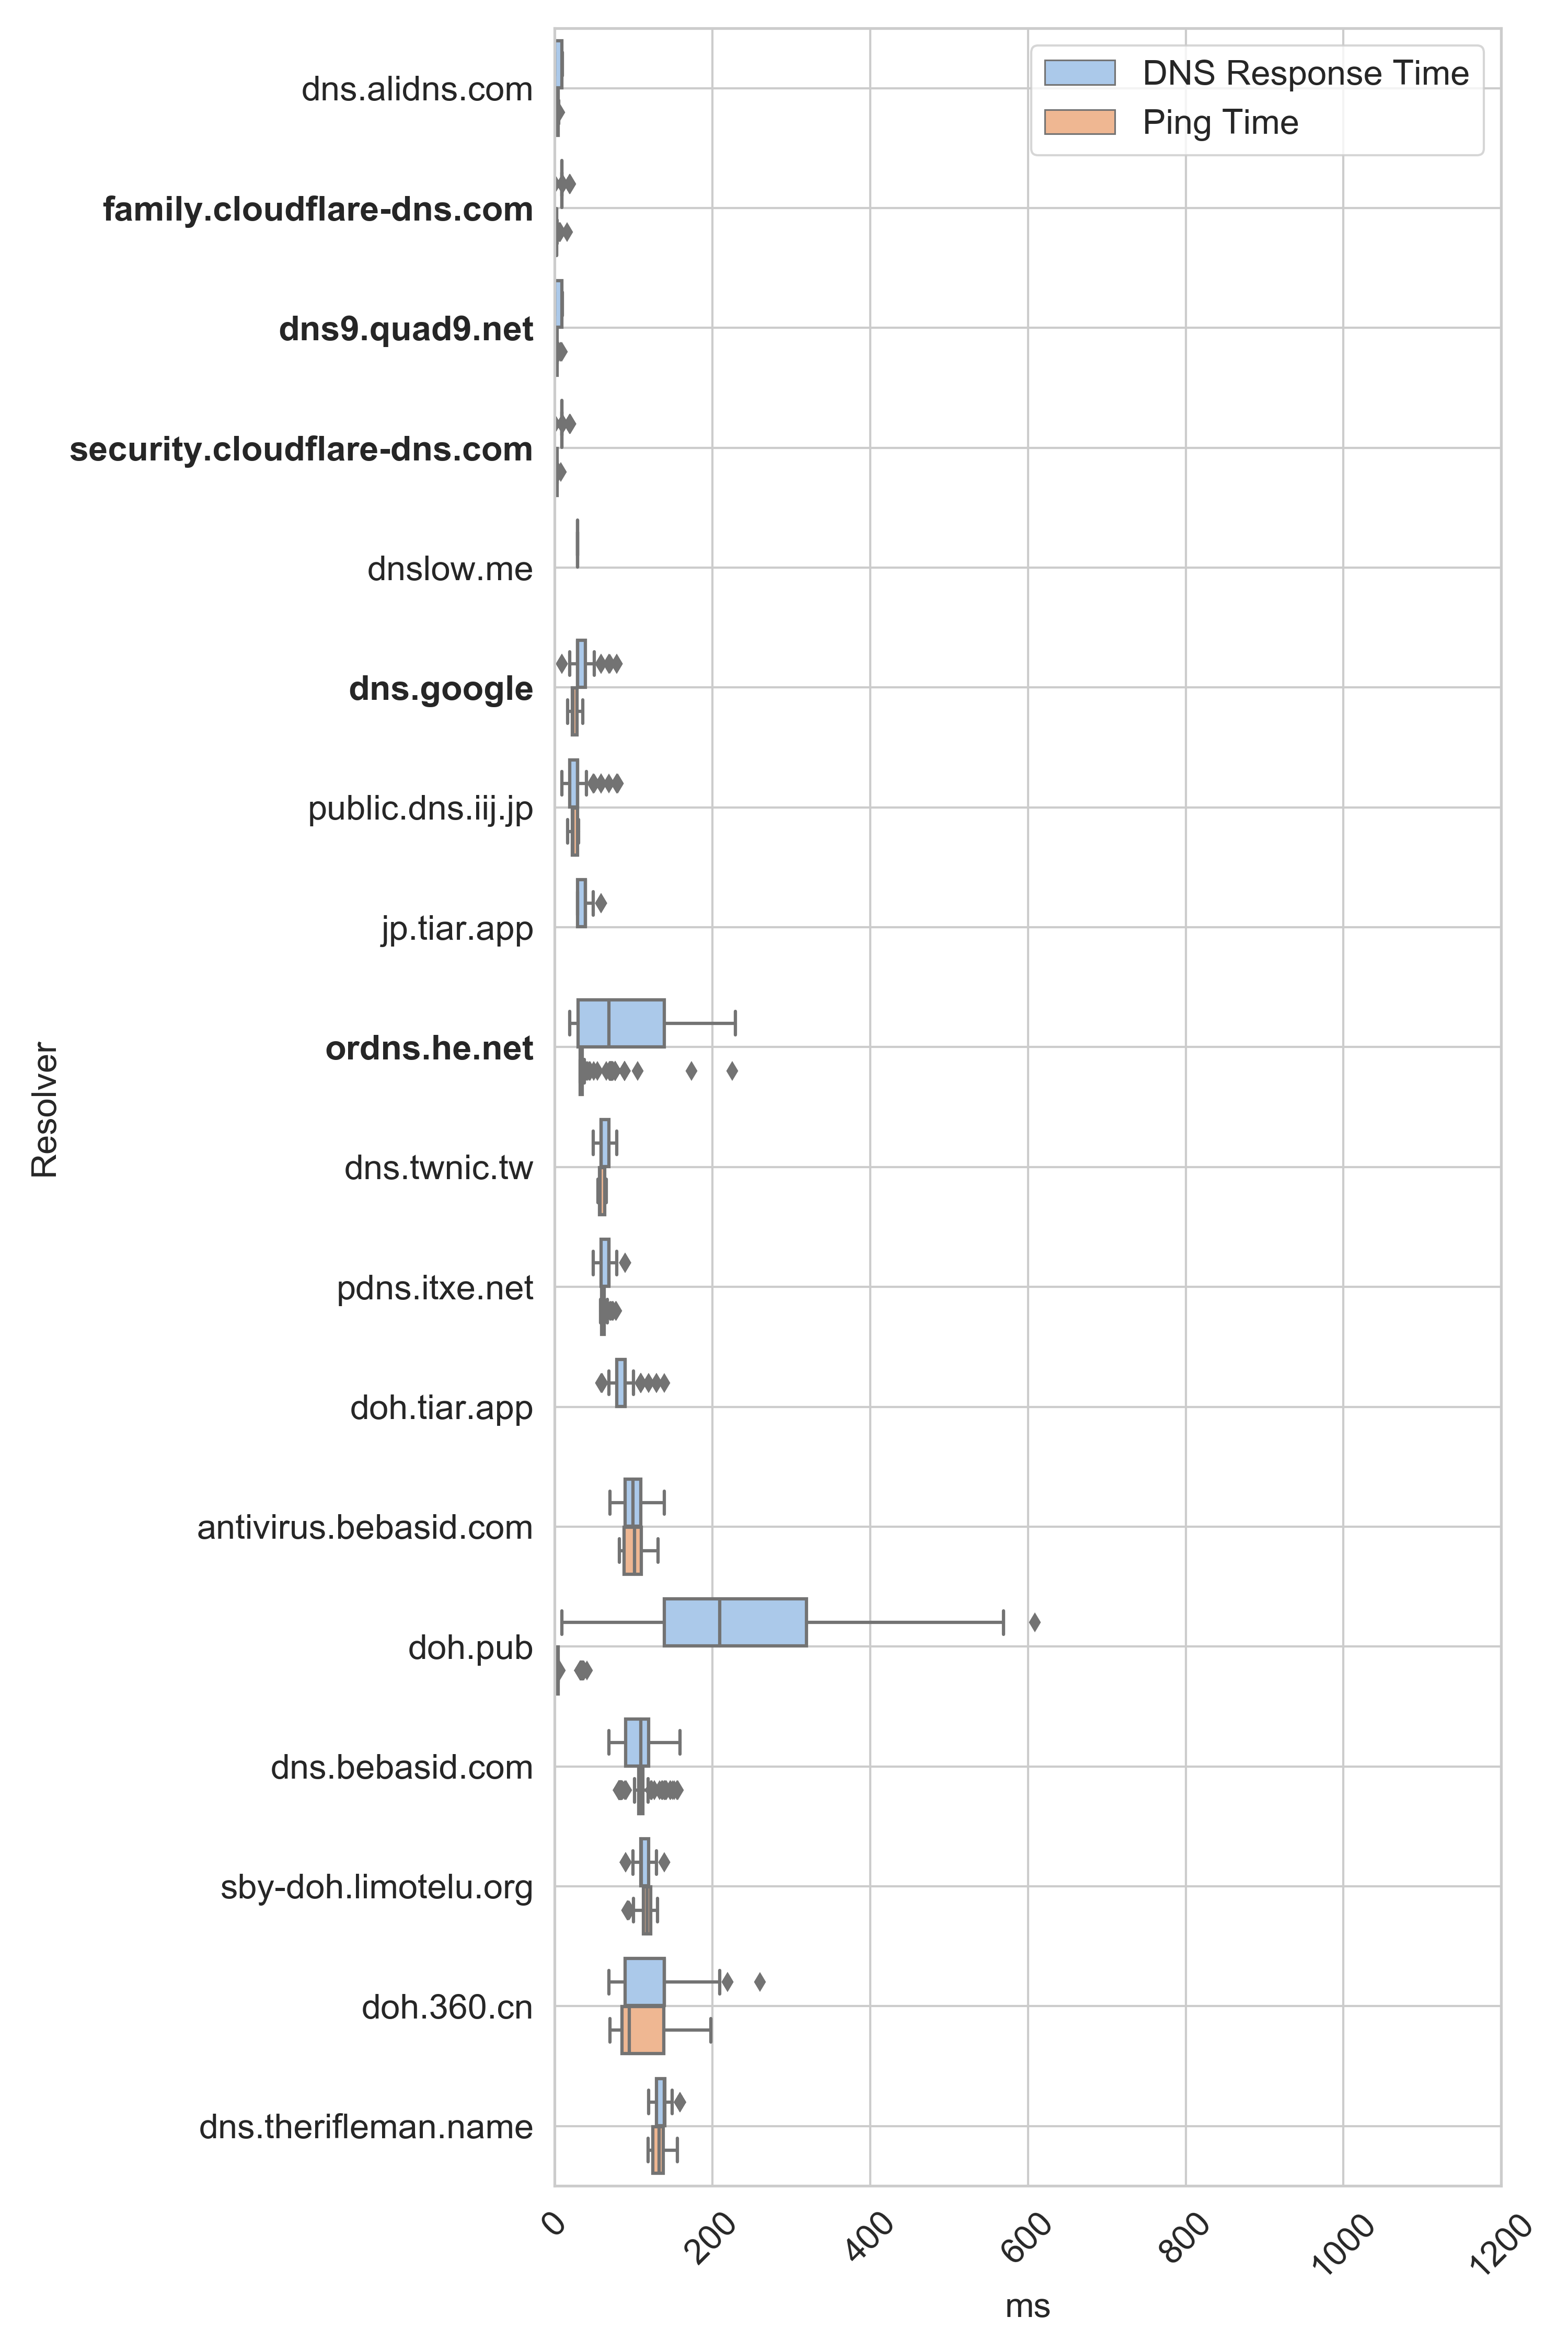 DNS Response Time
Ping Time
dns.alidns.com
family.cloudflare-dns.com
dns9.quad9.net
security.cloudflare-dns.com
dnslow.me
dns.google
public.dns.iij.jp
jp.tiar.app
ordns.he.net
dns.twnic.tw
pdns.itxe.net
doh.tiar.app
antivirus.bebasid.com
doh.pub
dns.bebasid.com
sby-doh.limotelu.org
doh.360.cn
dns.therifleman.name
Resolver
0 200 400 600 800 1000 1200
ms